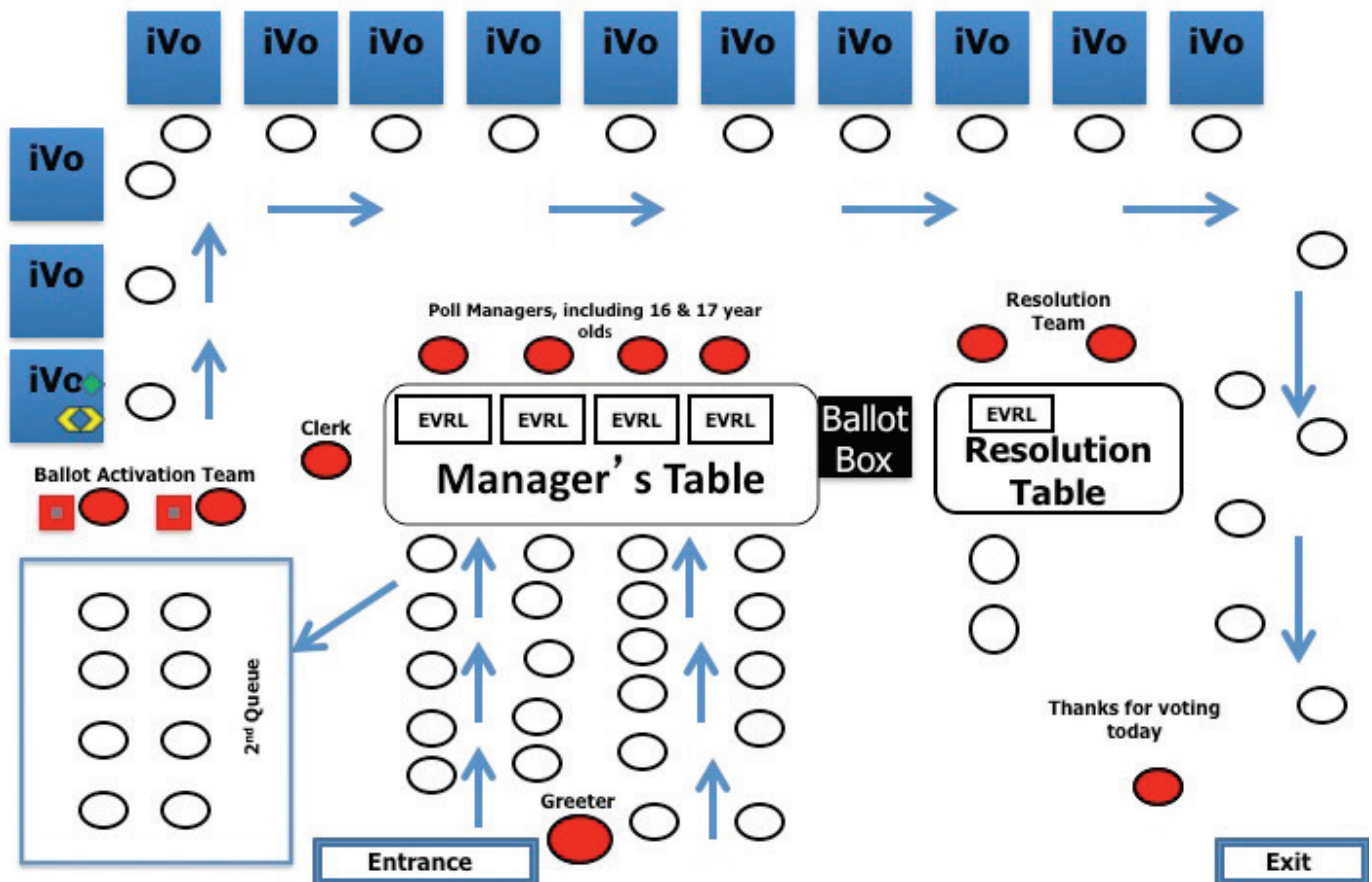 iVo iVo iVo iVo iVo iVo iVo iVo iVo iVo
iVo
iVo
iVo
Poll Managers, including 16 & 17 year
olds
Resolution
Team
Clerk
EVRL EVRL EVRL EVRL
Manager's Table
Ballot
Box
EVRL
Resolution
Table
Ballot Activation Team
2nd Queue
Thanks for voting
today
Greeter
Entrance
Exit